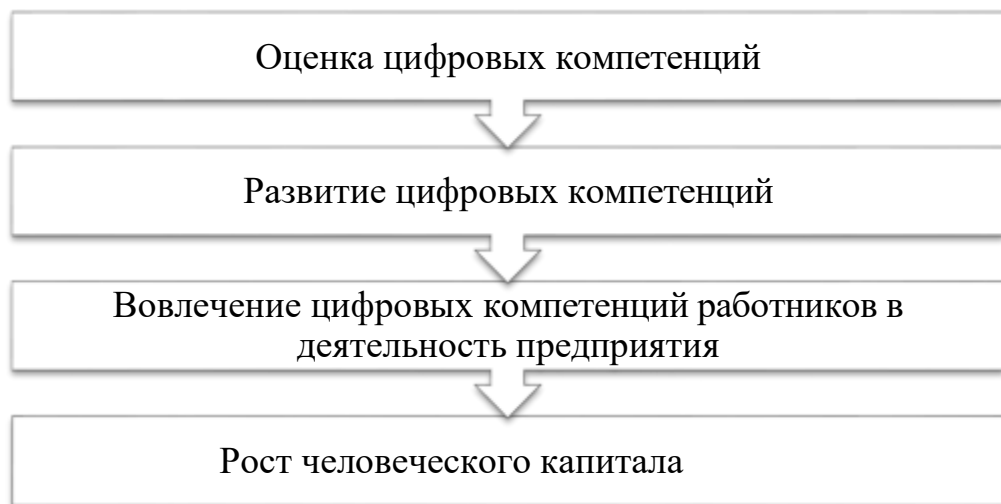 Оценка цифровых компетенций
Развитие цифровых компетенций
Вовлечение цифровых компетенций работников в
деятельность предприятия
Рост человеческого капитала